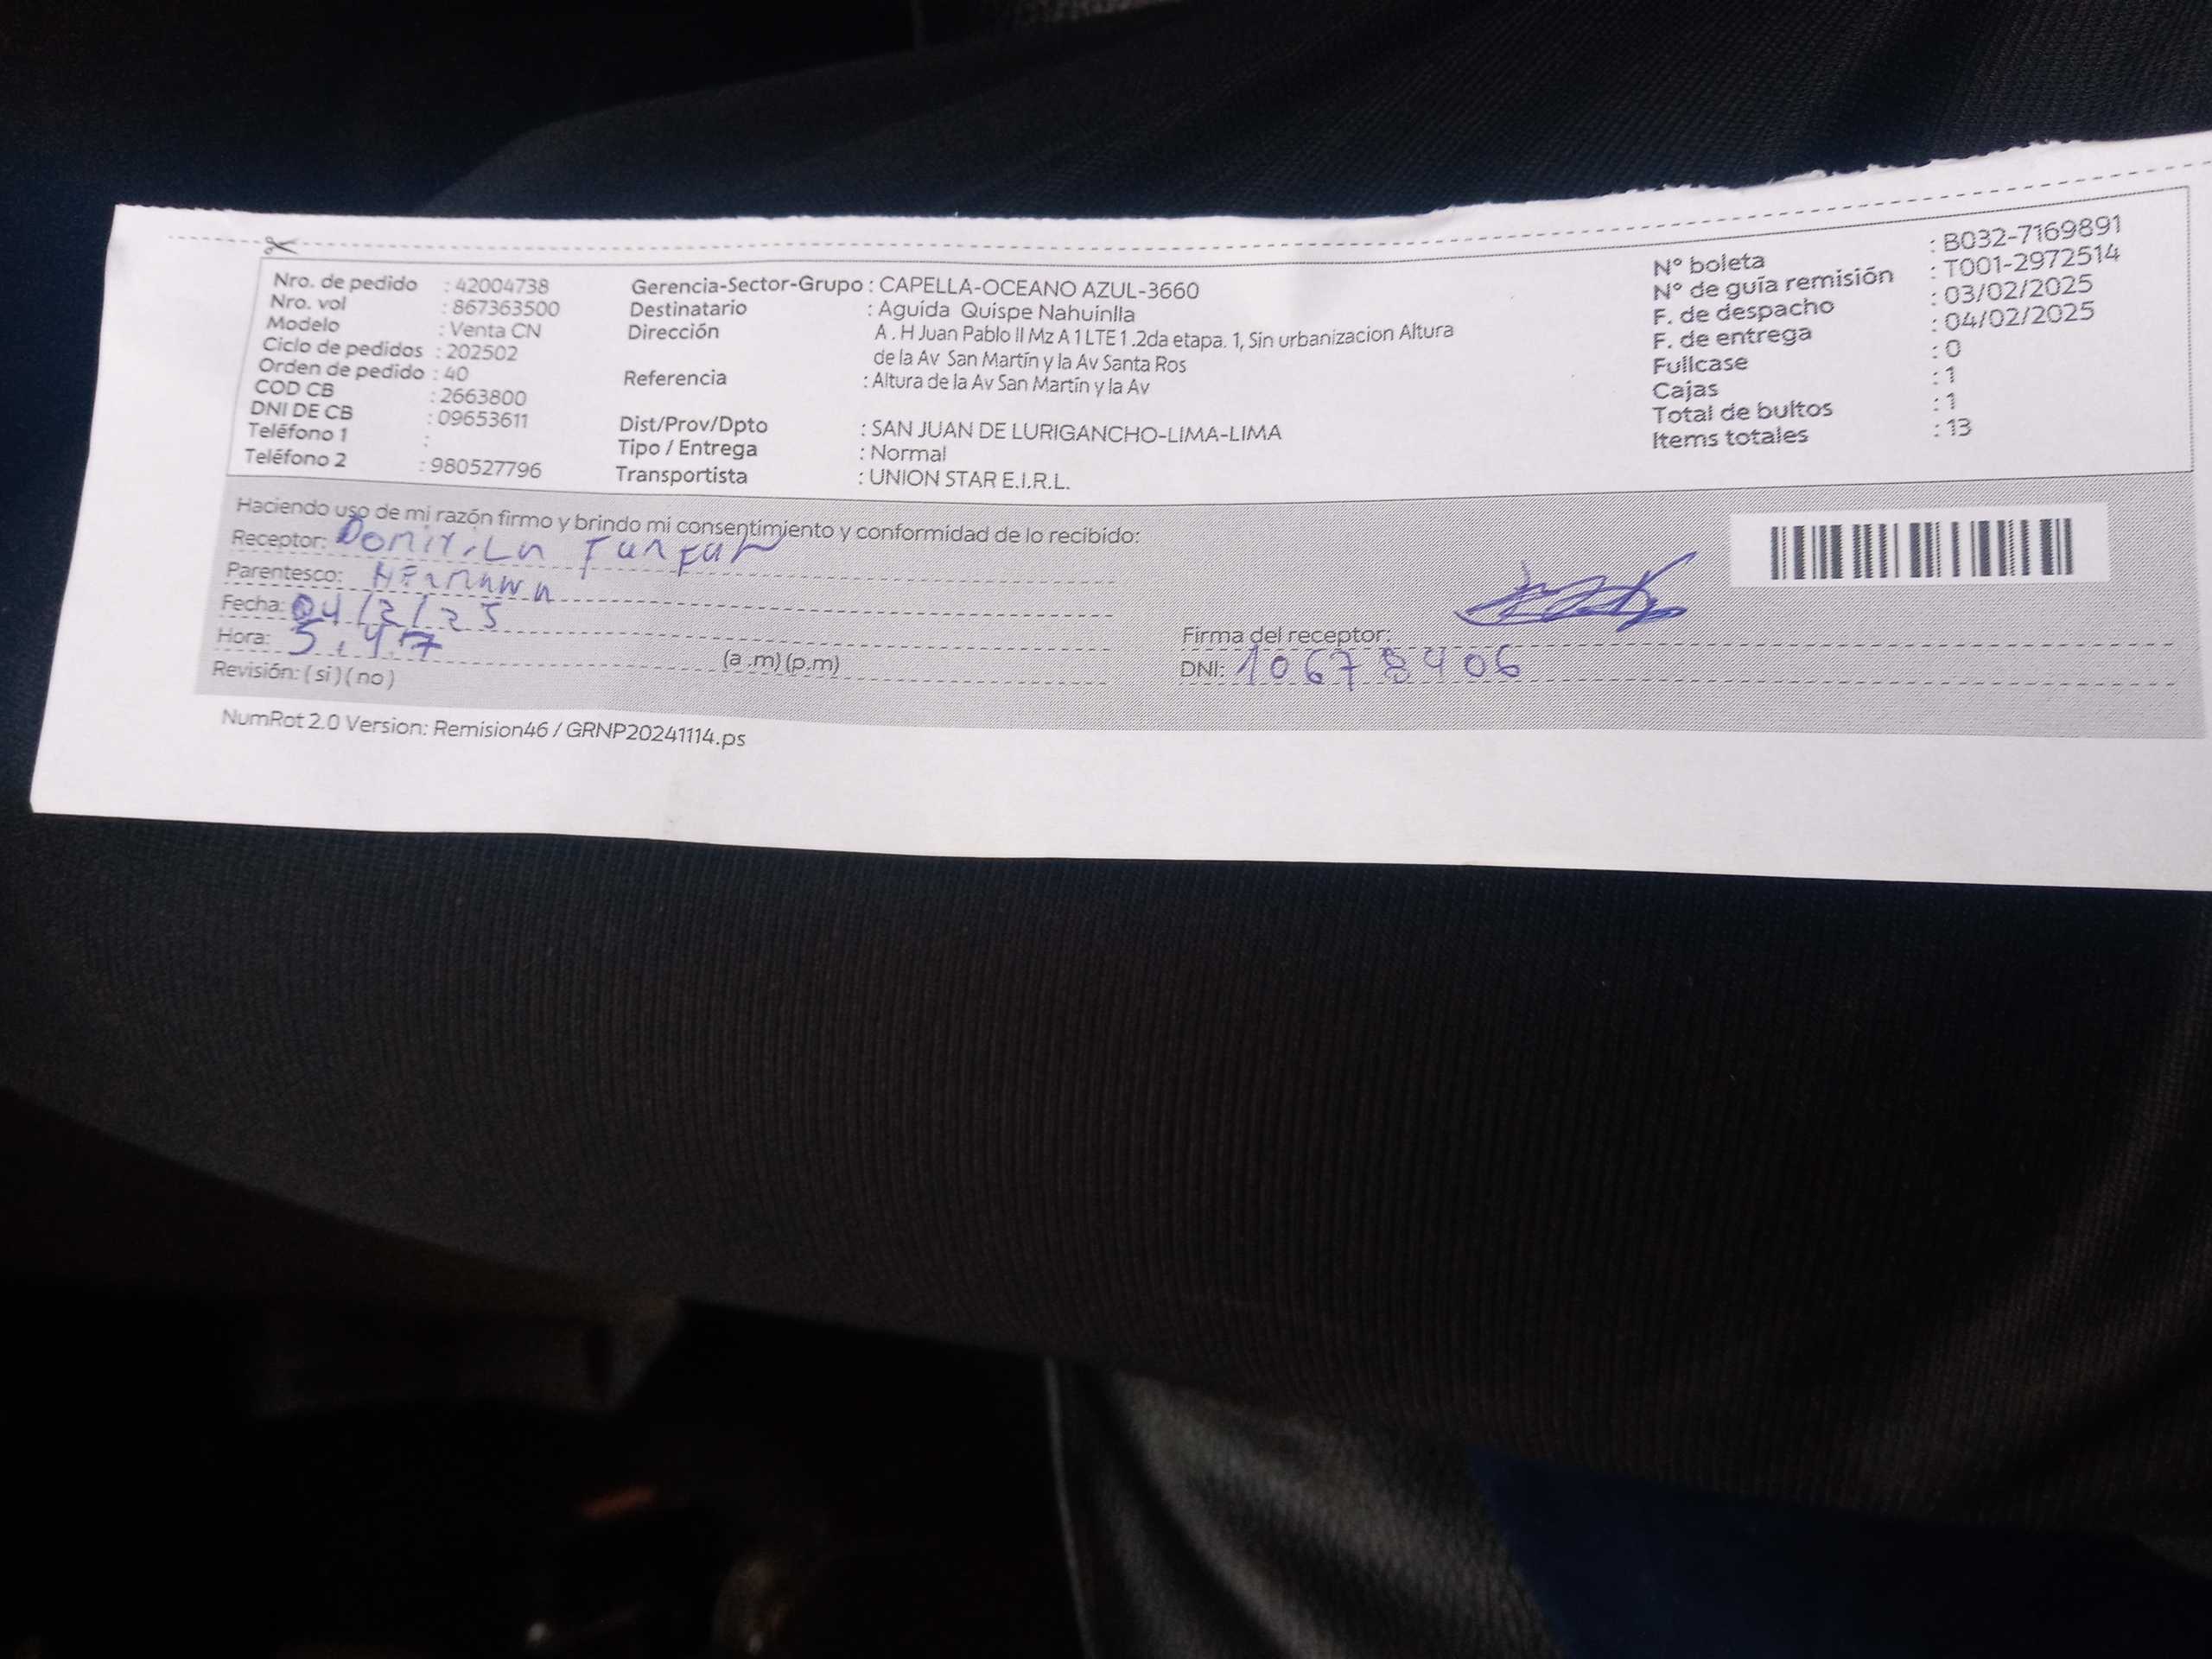 Nro. de pedido : 42004738
Nro. vol : 867363500
Modelo : Venta CN
Ciclo de pedidos : 202502
Orden de pedido : 40
COD CB : 2663800
DNI DE CB : 09653611
Teléfono 1 :
Teléfono 2 : 980527796
Gerencia-Sector-Grupo : CAPELLA-OCEANO AZUL-3660
Destinatario : Aguida Quispe Nahuinlla
Dirección A . H Juan Pablo II Mz A 1 LTE 1 .2da etapa. 1, Sin urbanizacion Altura
de la Av San Martín y la Av Santa Ros
Referencia : Altura de la Av San Martín y la Av
Dist/Prov/Dpto : SAN JUAN DE LURIGANCHO-LIMA-LIMA
Tipo / Entrega : Normal
Transportista : UNION STAR E.I.R.L.
N° boleta : B032-7169891
N° de guía remisión : T001-2972514
F. de despacho : 03/02/2025
F. de entrega : 04/02/2025
Fullcase : 0
Cajas : 1
Total de bultos : 1
Items totales : 13
Haciendo uso de mi razón firmo y brindo mi consentimiento y conformidad de lo recibido:
Receptor:
Parentesco: HERMANA
Fecha: 04/2/25
Hora: 5.47 (a .m) (p.m)
Revisión: ( si ) ( no )
Firma del receptor:
DNI: 10678406
NumRot 2.0 Version: Remision46 / GRNP20241114.ps